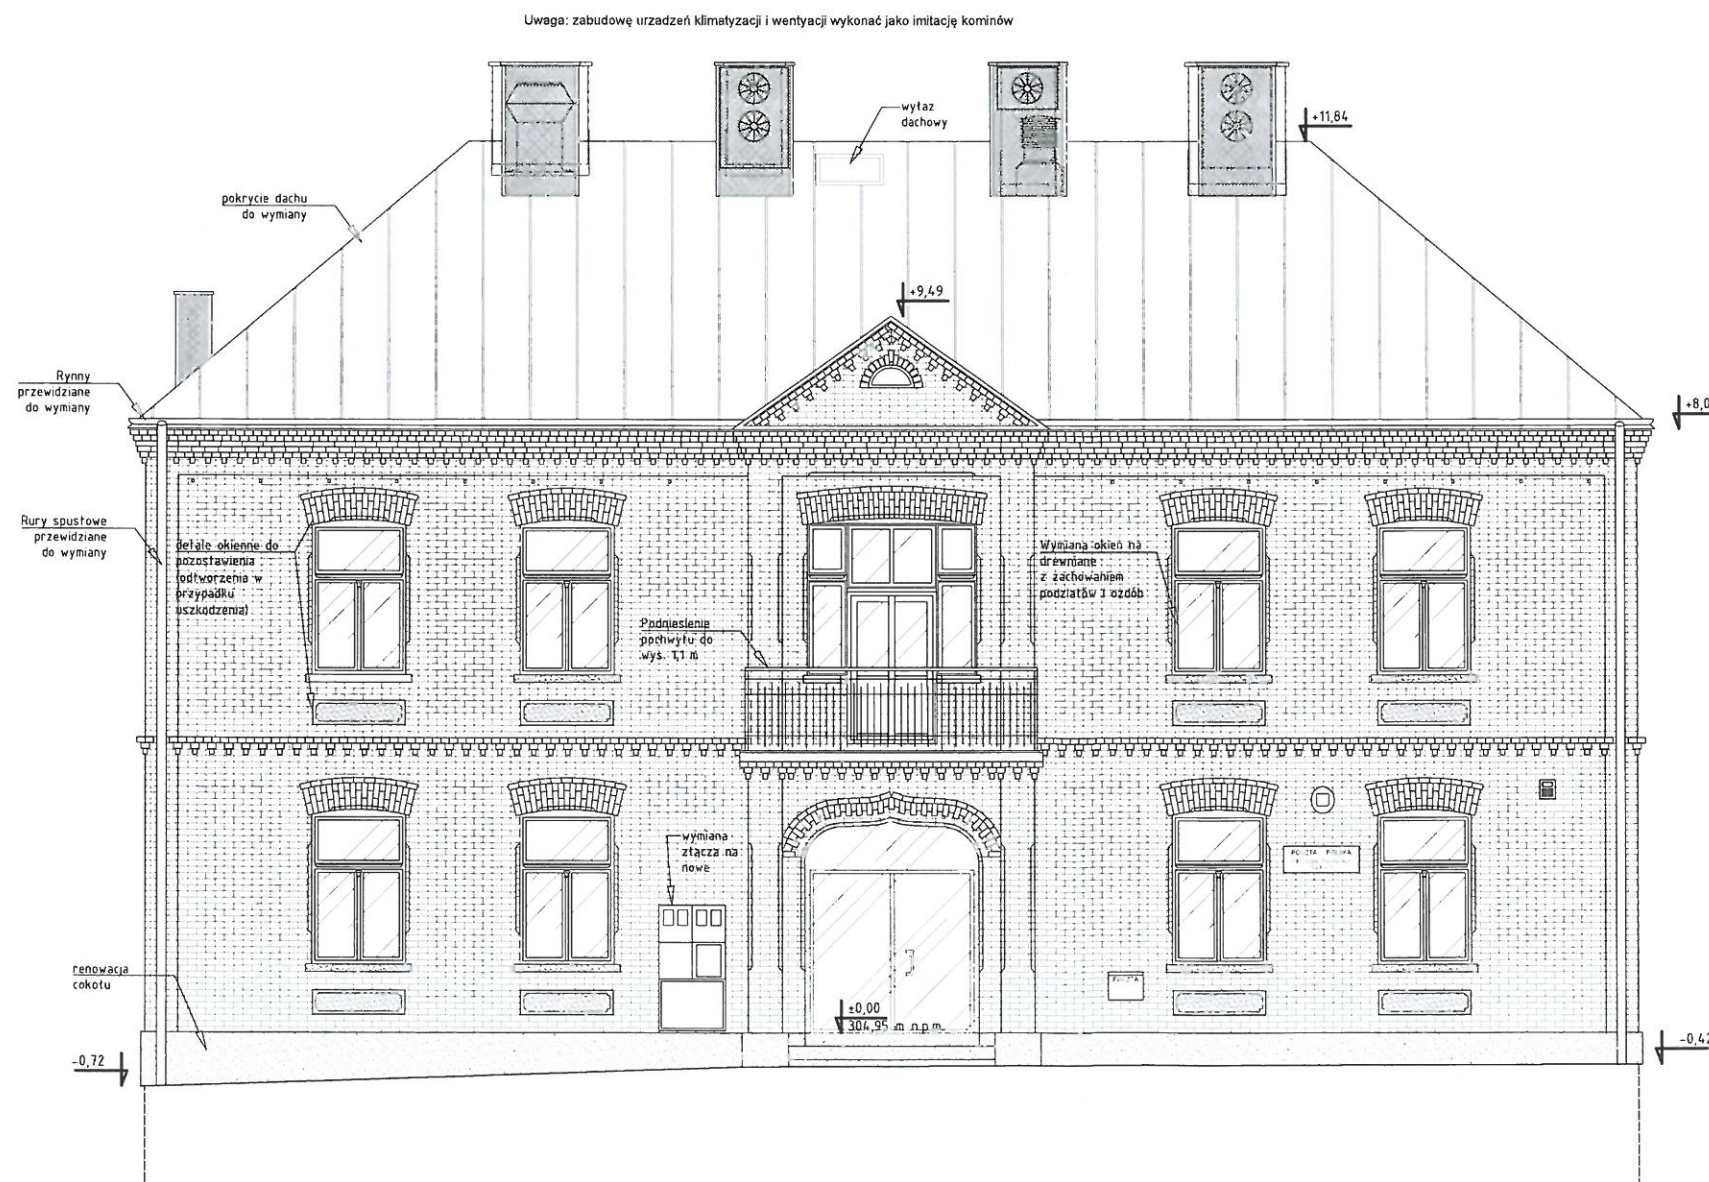 Uwaga: zabudowę urzadzeń klimatyzacji i wentyacji wykonać jako imitację kominów
wyłaz
dachowy
+11,84
pokrycie dachu
do wymiany
+9,49
Rynny
przewidziane
do wymiany
+8,0
Rury spustowe
przewidziane
do wymiany
detale okienne do
pozostawienia
(odtworzenia w
przypadku
uszkodzenia)
Wymiana okien na
drewniane
z zachowaniem
podziałów i ozdób
Podniesienie
pochwytu do
wys. 1,1 m
wymiana
złącza na
nowe
POCZTA POLSKA
POCZTA
renowacja
cokołu
±0,00
304,95 m n.p.m.
-0,72
-0,42